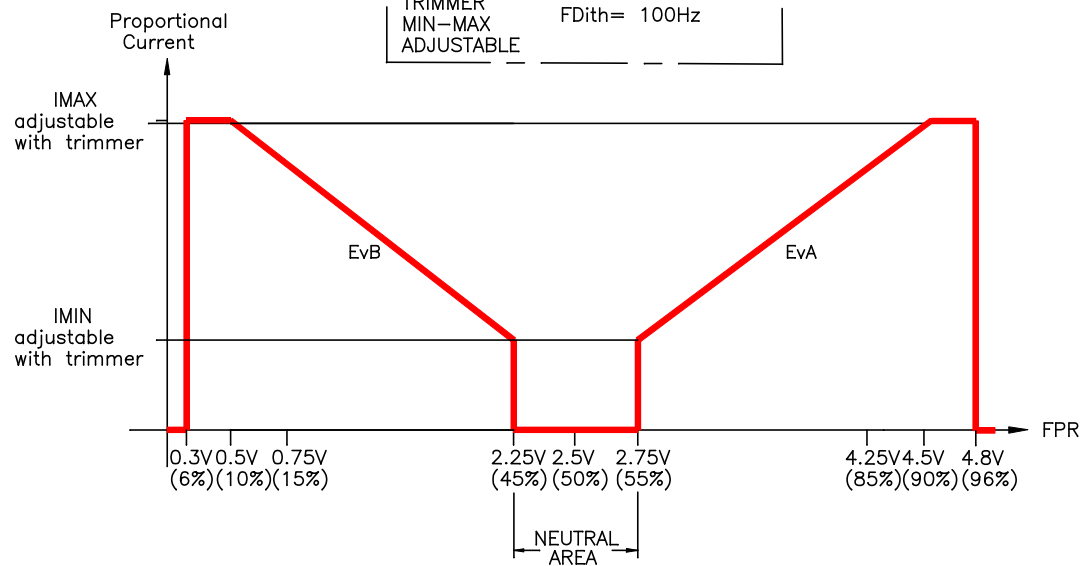 TRIMMER
MIN-MAX
ADJUSTABLE
FDith= 100Hz
Proportional
Current
IMAX
adjustable
with trimmer
EvB
EvA
IMIN
adjustable
with trimmer
FPR
0.3V 0.5V 0.75V 2.25V 2.5V 2.75V 4.25V 4.5V 4.8V
(6%) (10%) (15%) (45%) (50%) (55%) (85%) (90%) (96%)
NEUTRAL
AREA